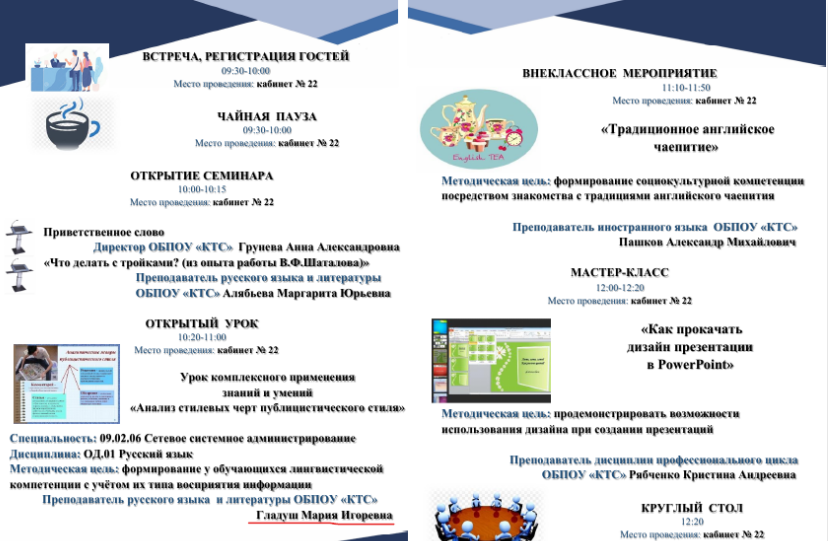 ВСТРЕЧА, РЕГИСТРАЦИЯ ГОСТЕЙ
09:30-10:00
Место проведения: кабинет № 22
ЧАЙНАЯ ПАУЗА
09:30-10:00
Место проведения: кабинет № 22
ОТКРЫТИЕ СЕМИНАРА
10:00-10:15
Место проведения: кабинет № 22
Приветственное слово
Директор ОБПОУ «КТС» Грунева Анна Александровна
«Что делать с тройками? (из опыта работы В.Ф.Шаталова)»
Преподаватель русского языка и литературы
ОБПОУ «КТС» Алябьева Маргарита Юрьевна
ОТКРЫТЫЙ УРОК
10:20-11:00
Место проведения: кабинет № 22
Урок комплексного применения
знаний и умений
«Анализ стилевых черт публицистического стиля»
Специальность: 09.02.06 Сетевое системное администрирование
Дисциплина: ОД.01 Русский язык
Методическая цель: формирование у обучающихся лингвистической
компетенции с учётом их типа восприятия информации
Преподаватель русского языка и литературы ОБПОУ «КТС»
Гладуш Мария Игоревна
ВНЕКЛАССНОЕ МЕРОПРИЯТИЕ
11:10-11:50
Место проведения: кабинет № 22
English TEA
«Традиционное английское
чаепитие»
Методическая цель: формирование социокультурной компетенции
посредством знакомства с традициями английского чаепития
Преподаватель иностранного языка ОБПОУ «КТС»
Пашков Александр Михайлович
МАСТЕР-КЛАСС
12:00-12:20
Место проведения: кабинет № 22
«Как прокачать
дизайн презентации
в PowerPoint»
Методическая цель: продемонстрировать возможности
использования дизайна при создании презентаций
Преподаватель дисциплин профессионального цикла
ОБПОУ «КТС» Рябченко Кристина Андреевна
КРУГЛЫЙ СТОЛ
12:20
Место проведения: кабинет № 22